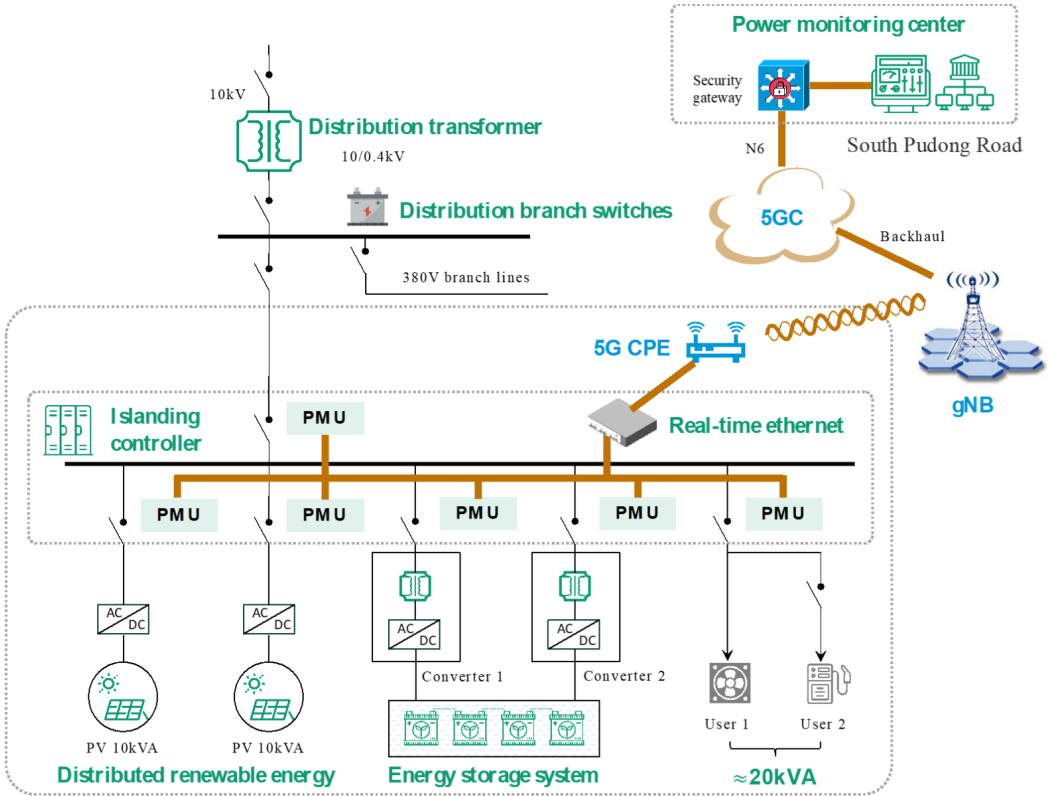 Power monitoring center
Security
gateway
10kV
Distribution transformer
10/0.4kV
N6
South Pudong Road
Distribution branch switches
5GC
Backhaul
380V branch lines
5G CPE
gNB
Islanding
controller
PMU
Real-time ethernet
PMU
PMU
PMU
PMU
PMU
AC
DC
AC
DC
AC
DC
AC
DC
Converter 1
Converter 2
User 1
User 2
PV 10kVA
PV 10kVA
Distributed renewable energy
Energy storage system
≈20kVA